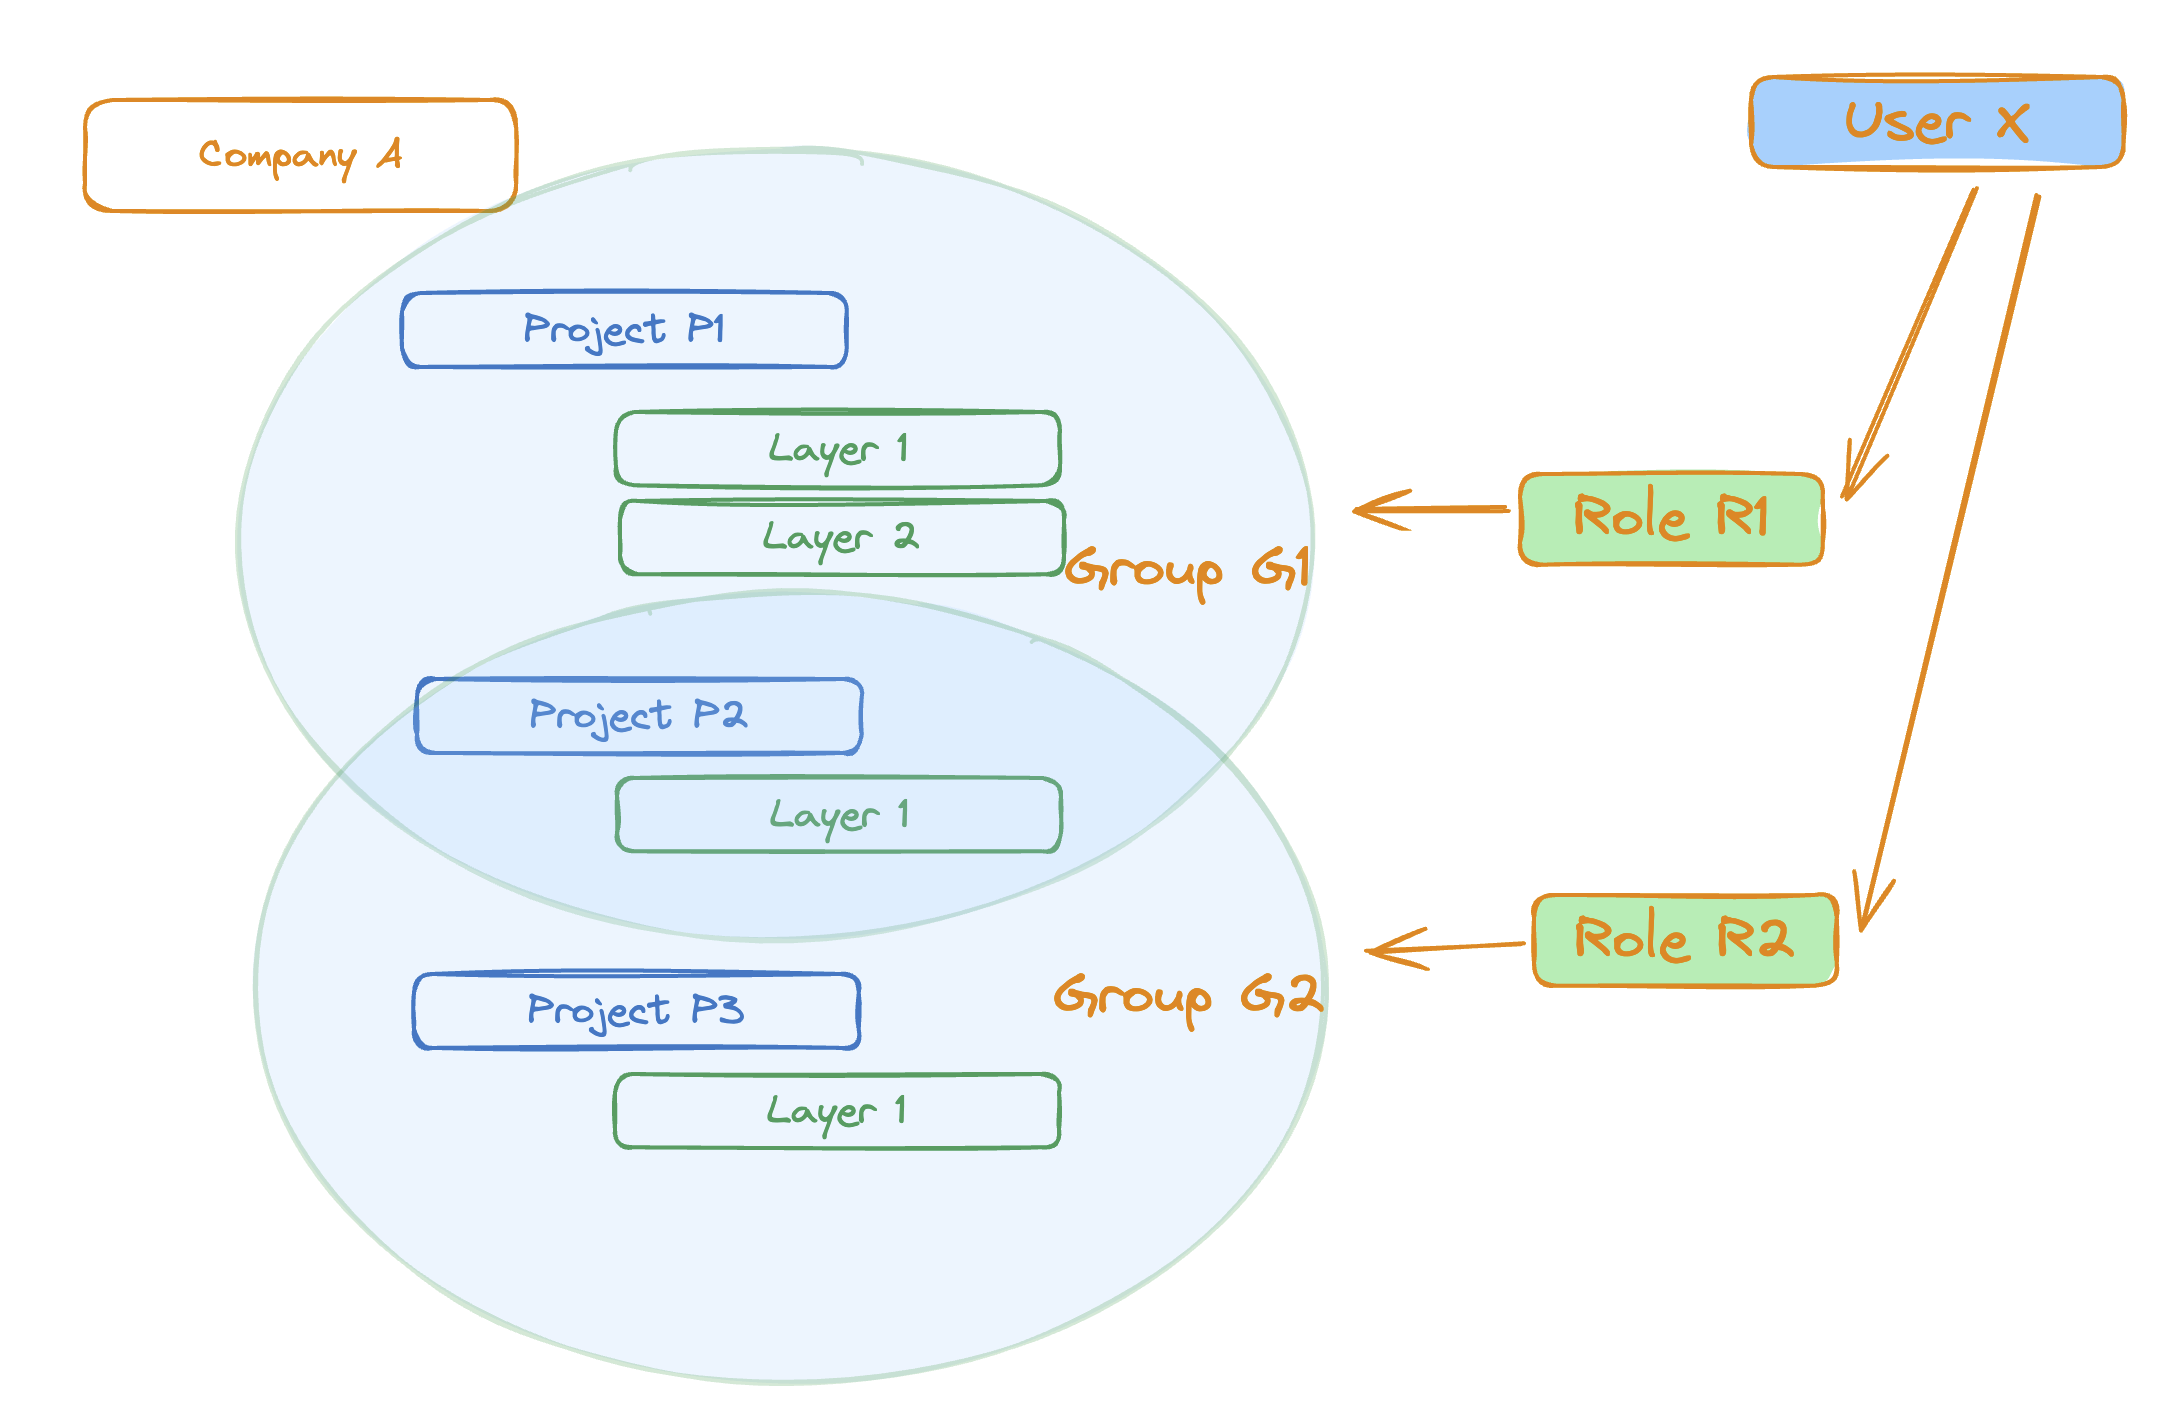 Company A
User X
Project P1
Layer 1
Layer 2
Group G1
Role R1
Project P2
Layer 1
Role R2
Group G2
Project P3
Layer 1